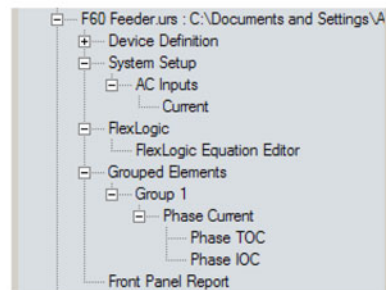 F60 Feeder.urs : C:\Documents and Settings\A
Device Definition
System Setup
AC Inputs
Current
FlexLogic
FlexLogic Equation Editor
Grouped Elements
Group 1
Phase Current
Phase TOC
Phase IOC
Front Panel Report